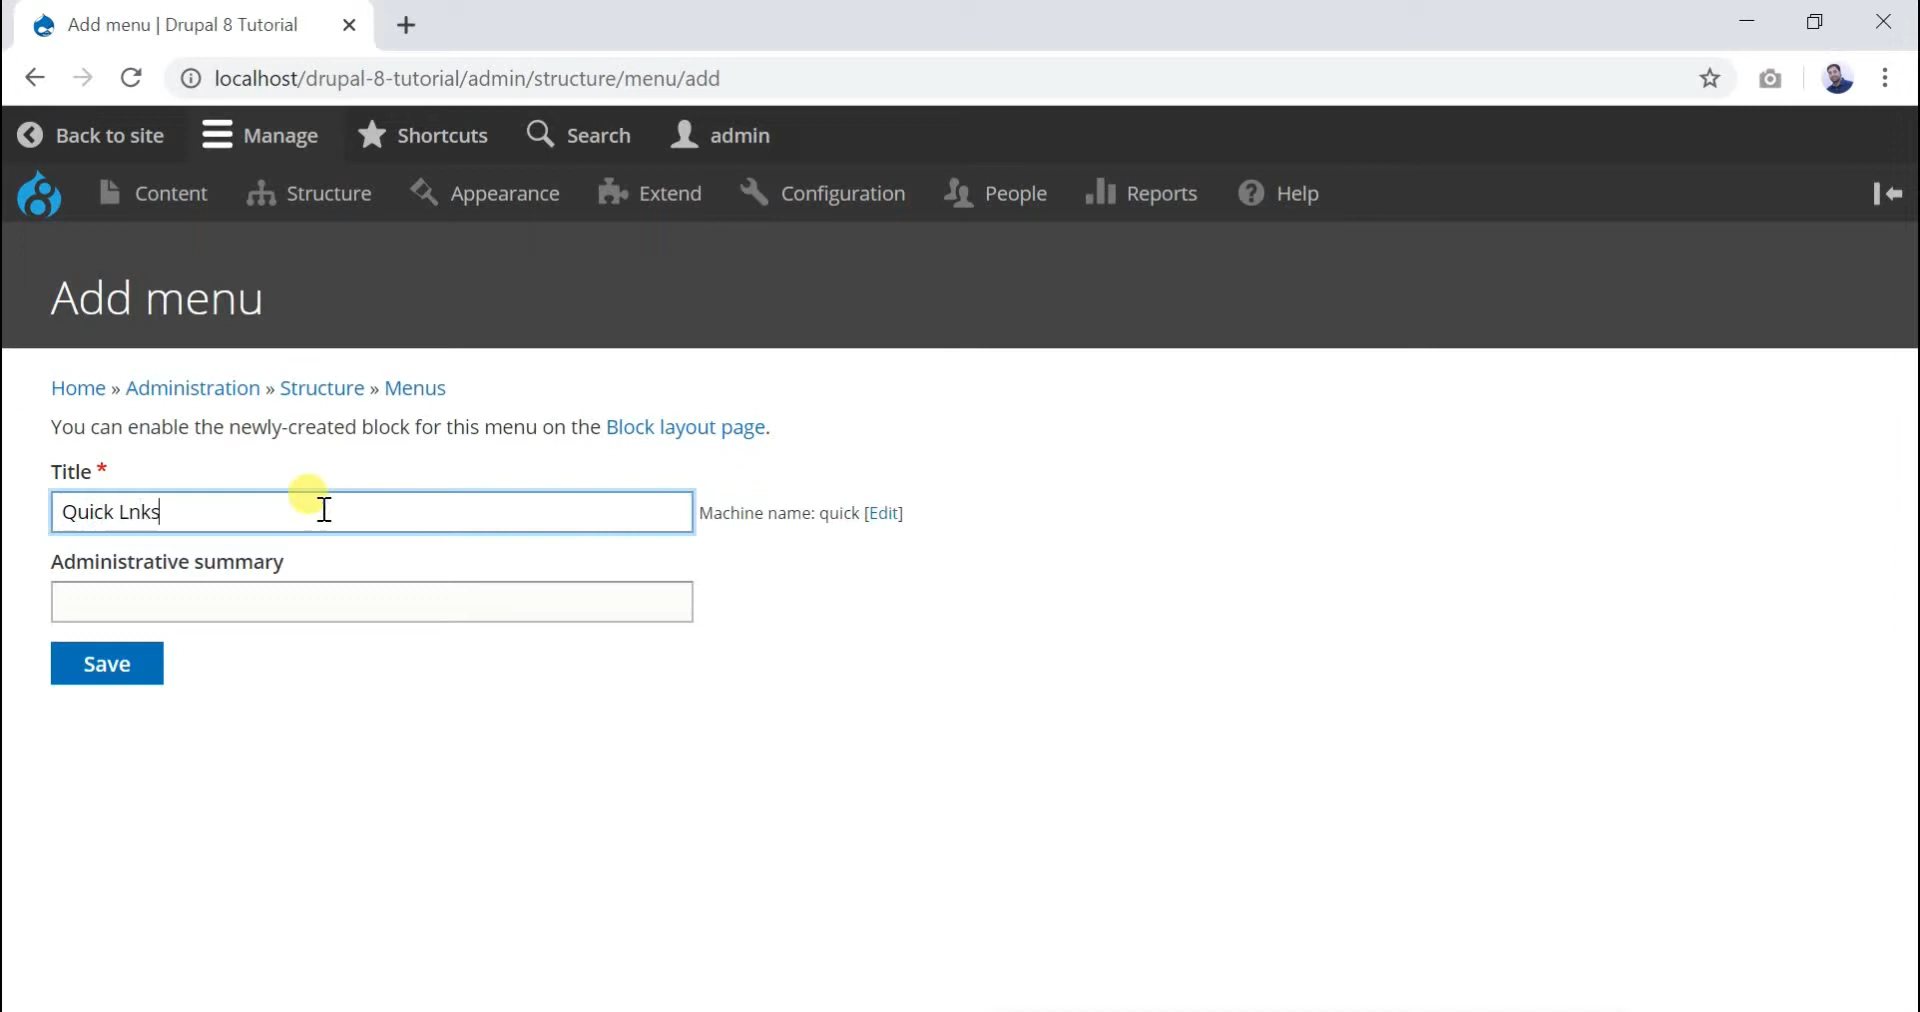 Add menu | Drupal 8 Tutorial
localhost/drupal-8-tutorial/admin/structure/menu/add
Back to site Manage Shortcuts Search admin
Content Structure Appearance Extend Configuration People Reports Help
Add menu
Home » Administration » Structure » Menus
You can enable the newly-created block for this menu on the Block layout page.
Title *
Quick Lnks Machine name: quick [Edit]
Administrative summary
Save